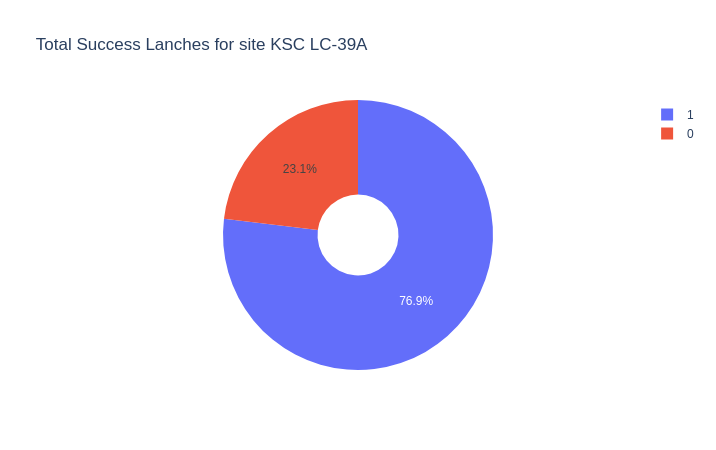 Total Success Lanches for site KSC LC-39A
1
0
23.1%
76.9%